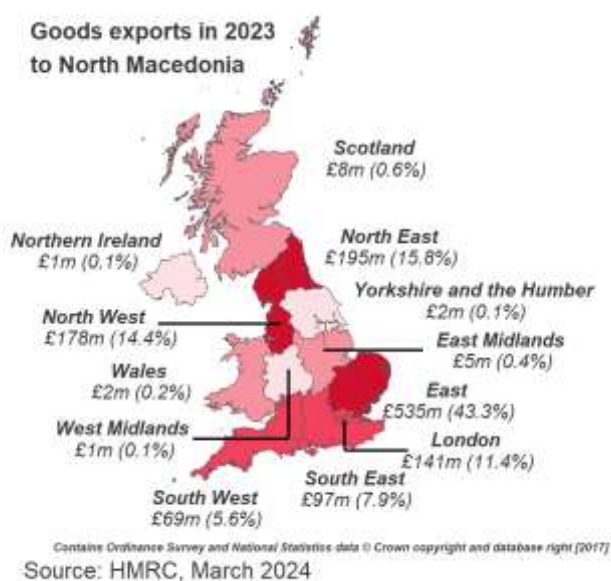 Goods exports in 2023
to North Macedonia
Scotland
£8m (0.6%)
Northern Ireland
£1m (0.1%)
North East
£195m (15.8%)
Yorkshire and the Humber
£2m (0.1%)
North West
£178m (14.4%)
East Midlands
£5m (0.4%)
Wales
£2m (0.2%)
East
£535m (43.3%)
West Midlands
£1m (0.1%)
London
£141m (11.4%)
South East
£97m (7.9%)
South West
£69m (5.6%)
Contains Ordinance Survey and National Statistics data © Crown copyright and database right [2017]
Source: HMRC, March 2024